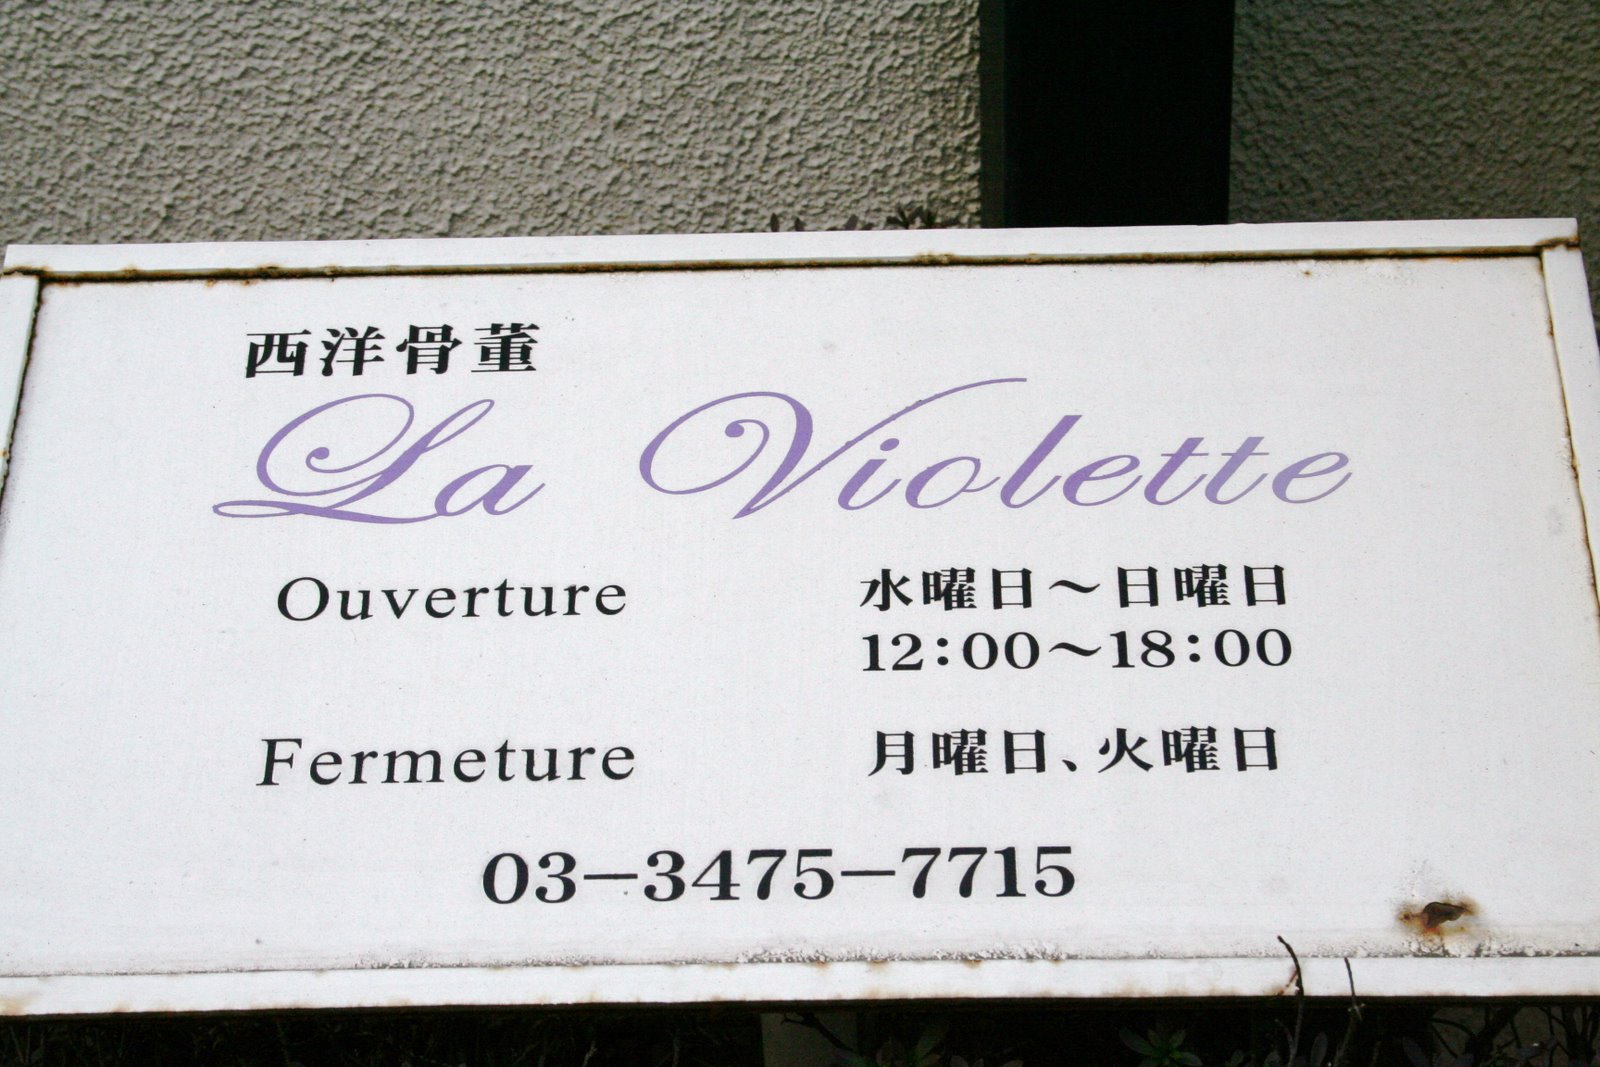 西洋骨董
La Violette
Ouverture 水曜日～日曜日
12:00～18:00
Fermeture 月曜日、火曜日
03-3475-7715